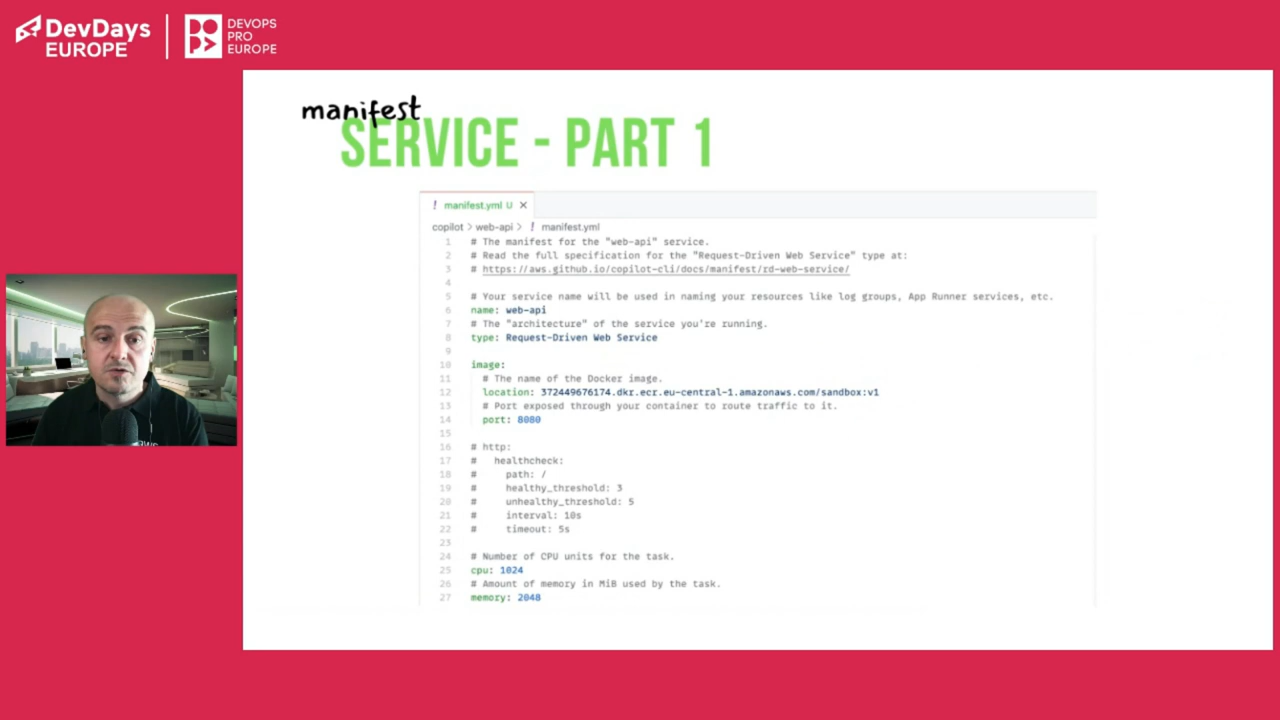 DevDays
EUROPE
DEVOPS
PRO
EUROPE
manifest
SERVICE - PART 1
! manifest.yml U ×
copilot > web-api > ! manifest.yml
1 # The manifest for the "web-api" service.
2 # Read the full specification for the "Request-Driven Web Service" type at:
3 # https://aws.github.io/copilot-cli/docs/manifest/rd-web-service/
4
5 # Your service name will be used in naming your resources like log groups, App Runner services, etc.
6 name: web-api
7 # The "architecture" of the service you're running.
8 type: Request-Driven Web Service
9
10 image:
11 # The name of the Docker image.
12 location: 372449676174.dkr.ecr.eu-central-1.amazonaws.com/sandbox:v1
13 # Port exposed through your container to route traffic to it.
14 port: 8080
15
16 # http:
17 # healthcheck:
18 # path: /
19 # healthy_threshold: 3
20 # unhealthy_threshold: 5
21 # interval: 10s
22 # timeout: 5s
23
24 # Number of CPU units for the task.
25 cpu: 1024
26 # Amount of memory in MiB used by the task.
27 memory: 2048